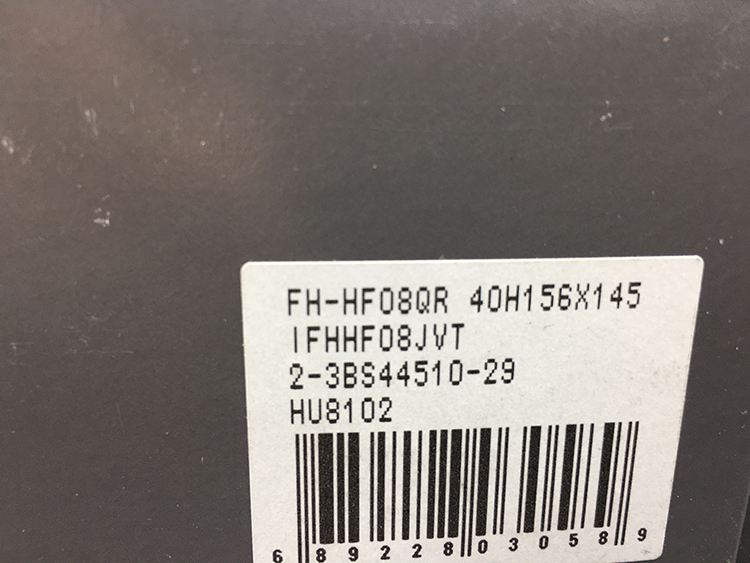 FH-HF08QR 40H156X145
IFHHF08JVT
2-3BS44510-29
HU8102
6 89228 03058 9